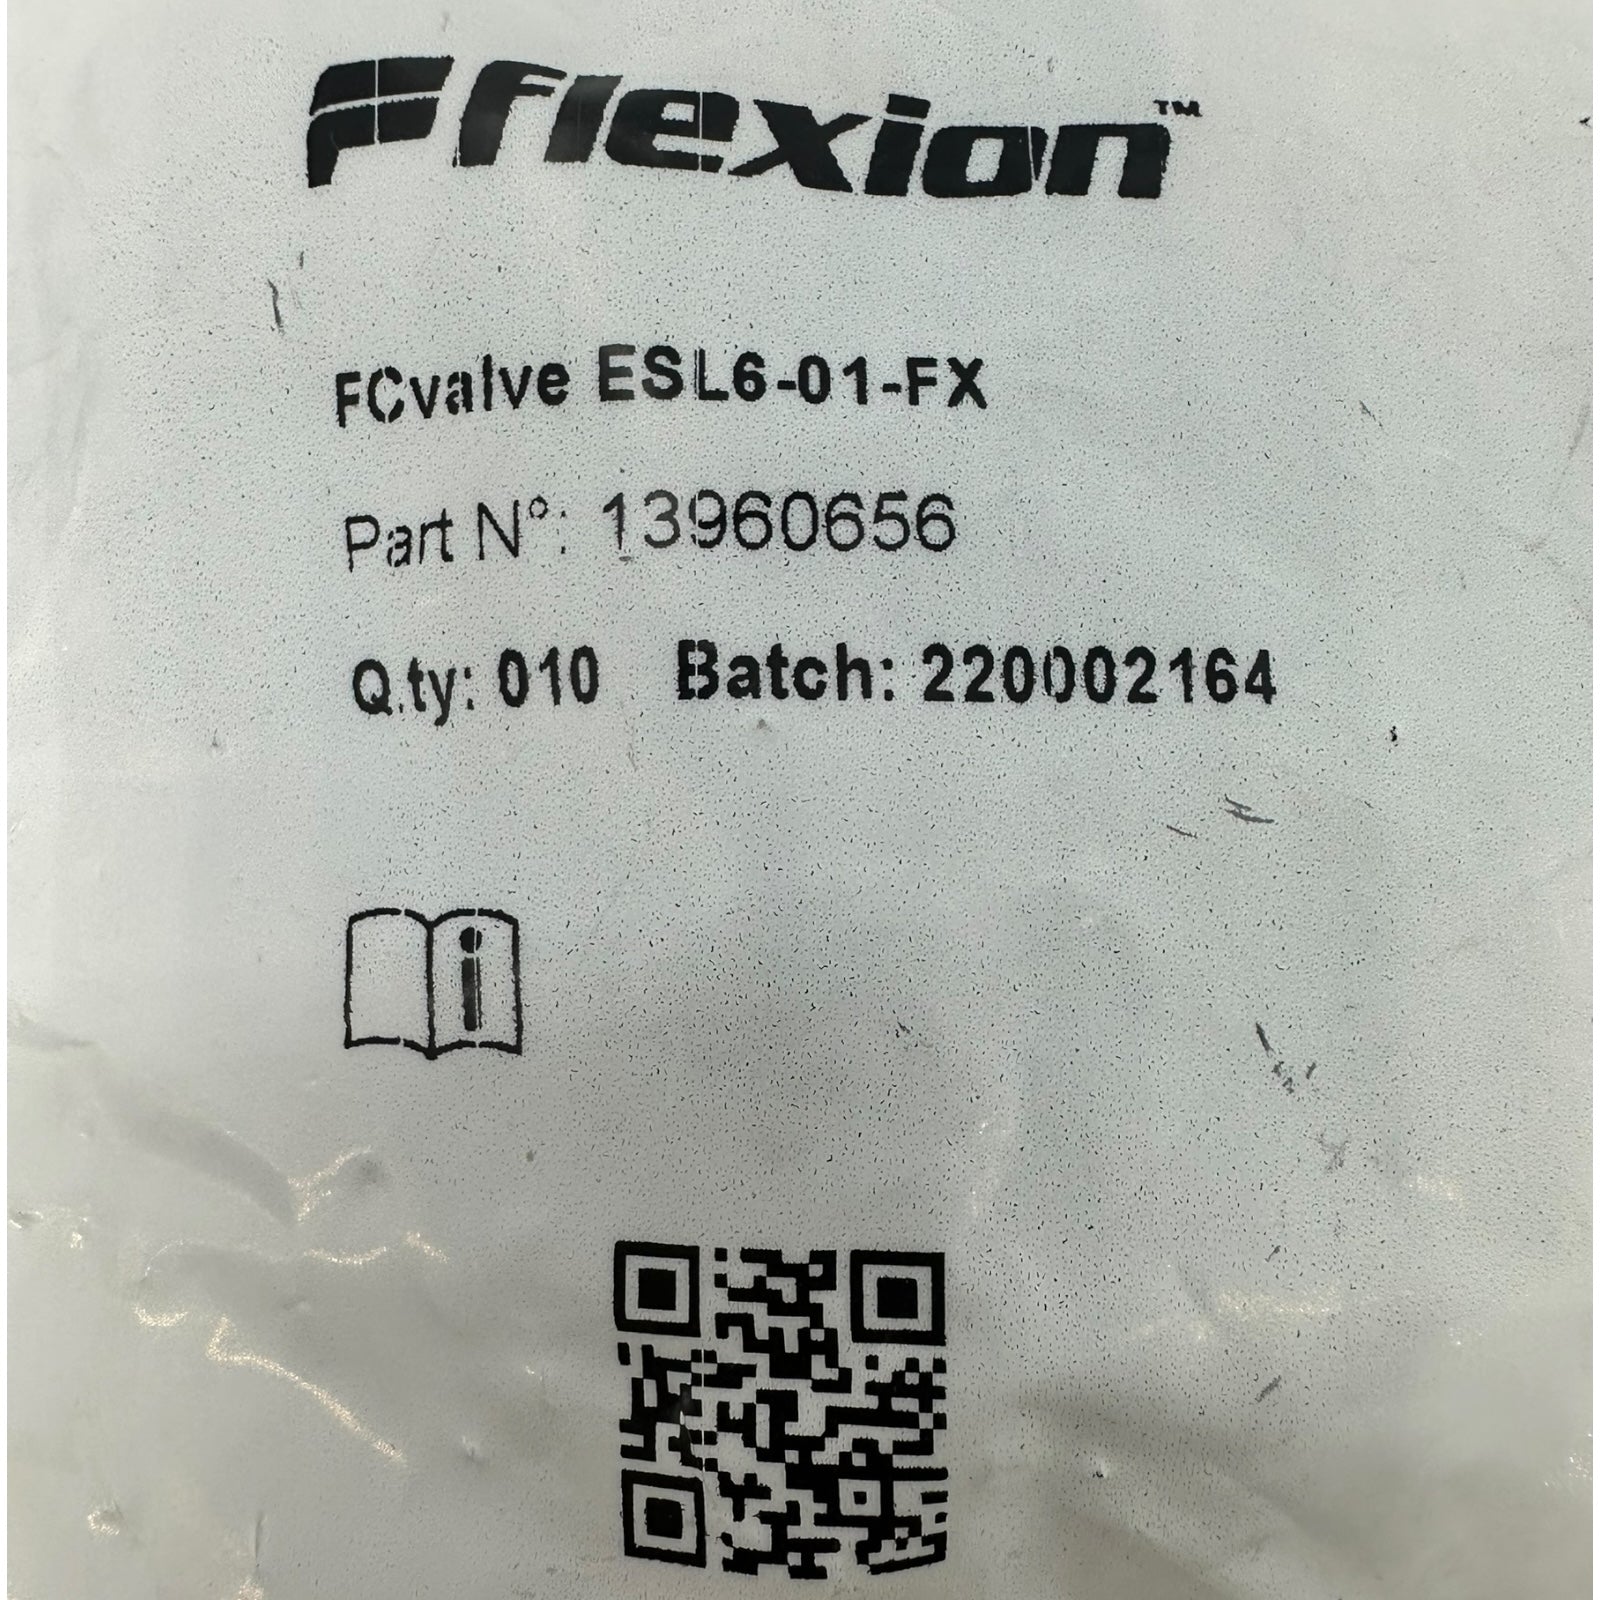 Fflexion™
FCvalve ESL6-01-FX
Part N°: 13960656
Q.ty: 010 Batch: 220002164
i